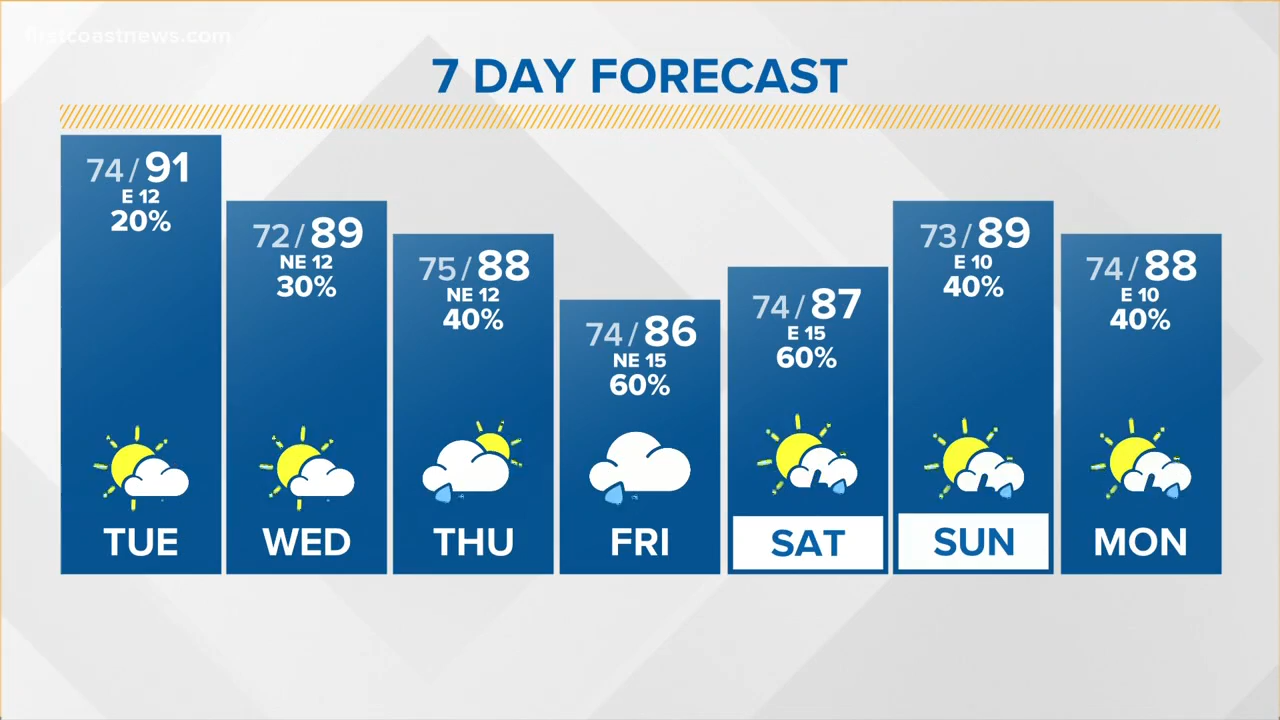 firstcoastnews.com
7 DAY FORECAST
74/91
E 12
20%
TUE
72/89
NE 12
30%
WED
75/88
NE 12
40%
THU
74/86
NE 15
60%
FRI
74/87
E 15
60%
SAT
73/89
E 10
40%
SUN
74/88
E 10
40%
MON